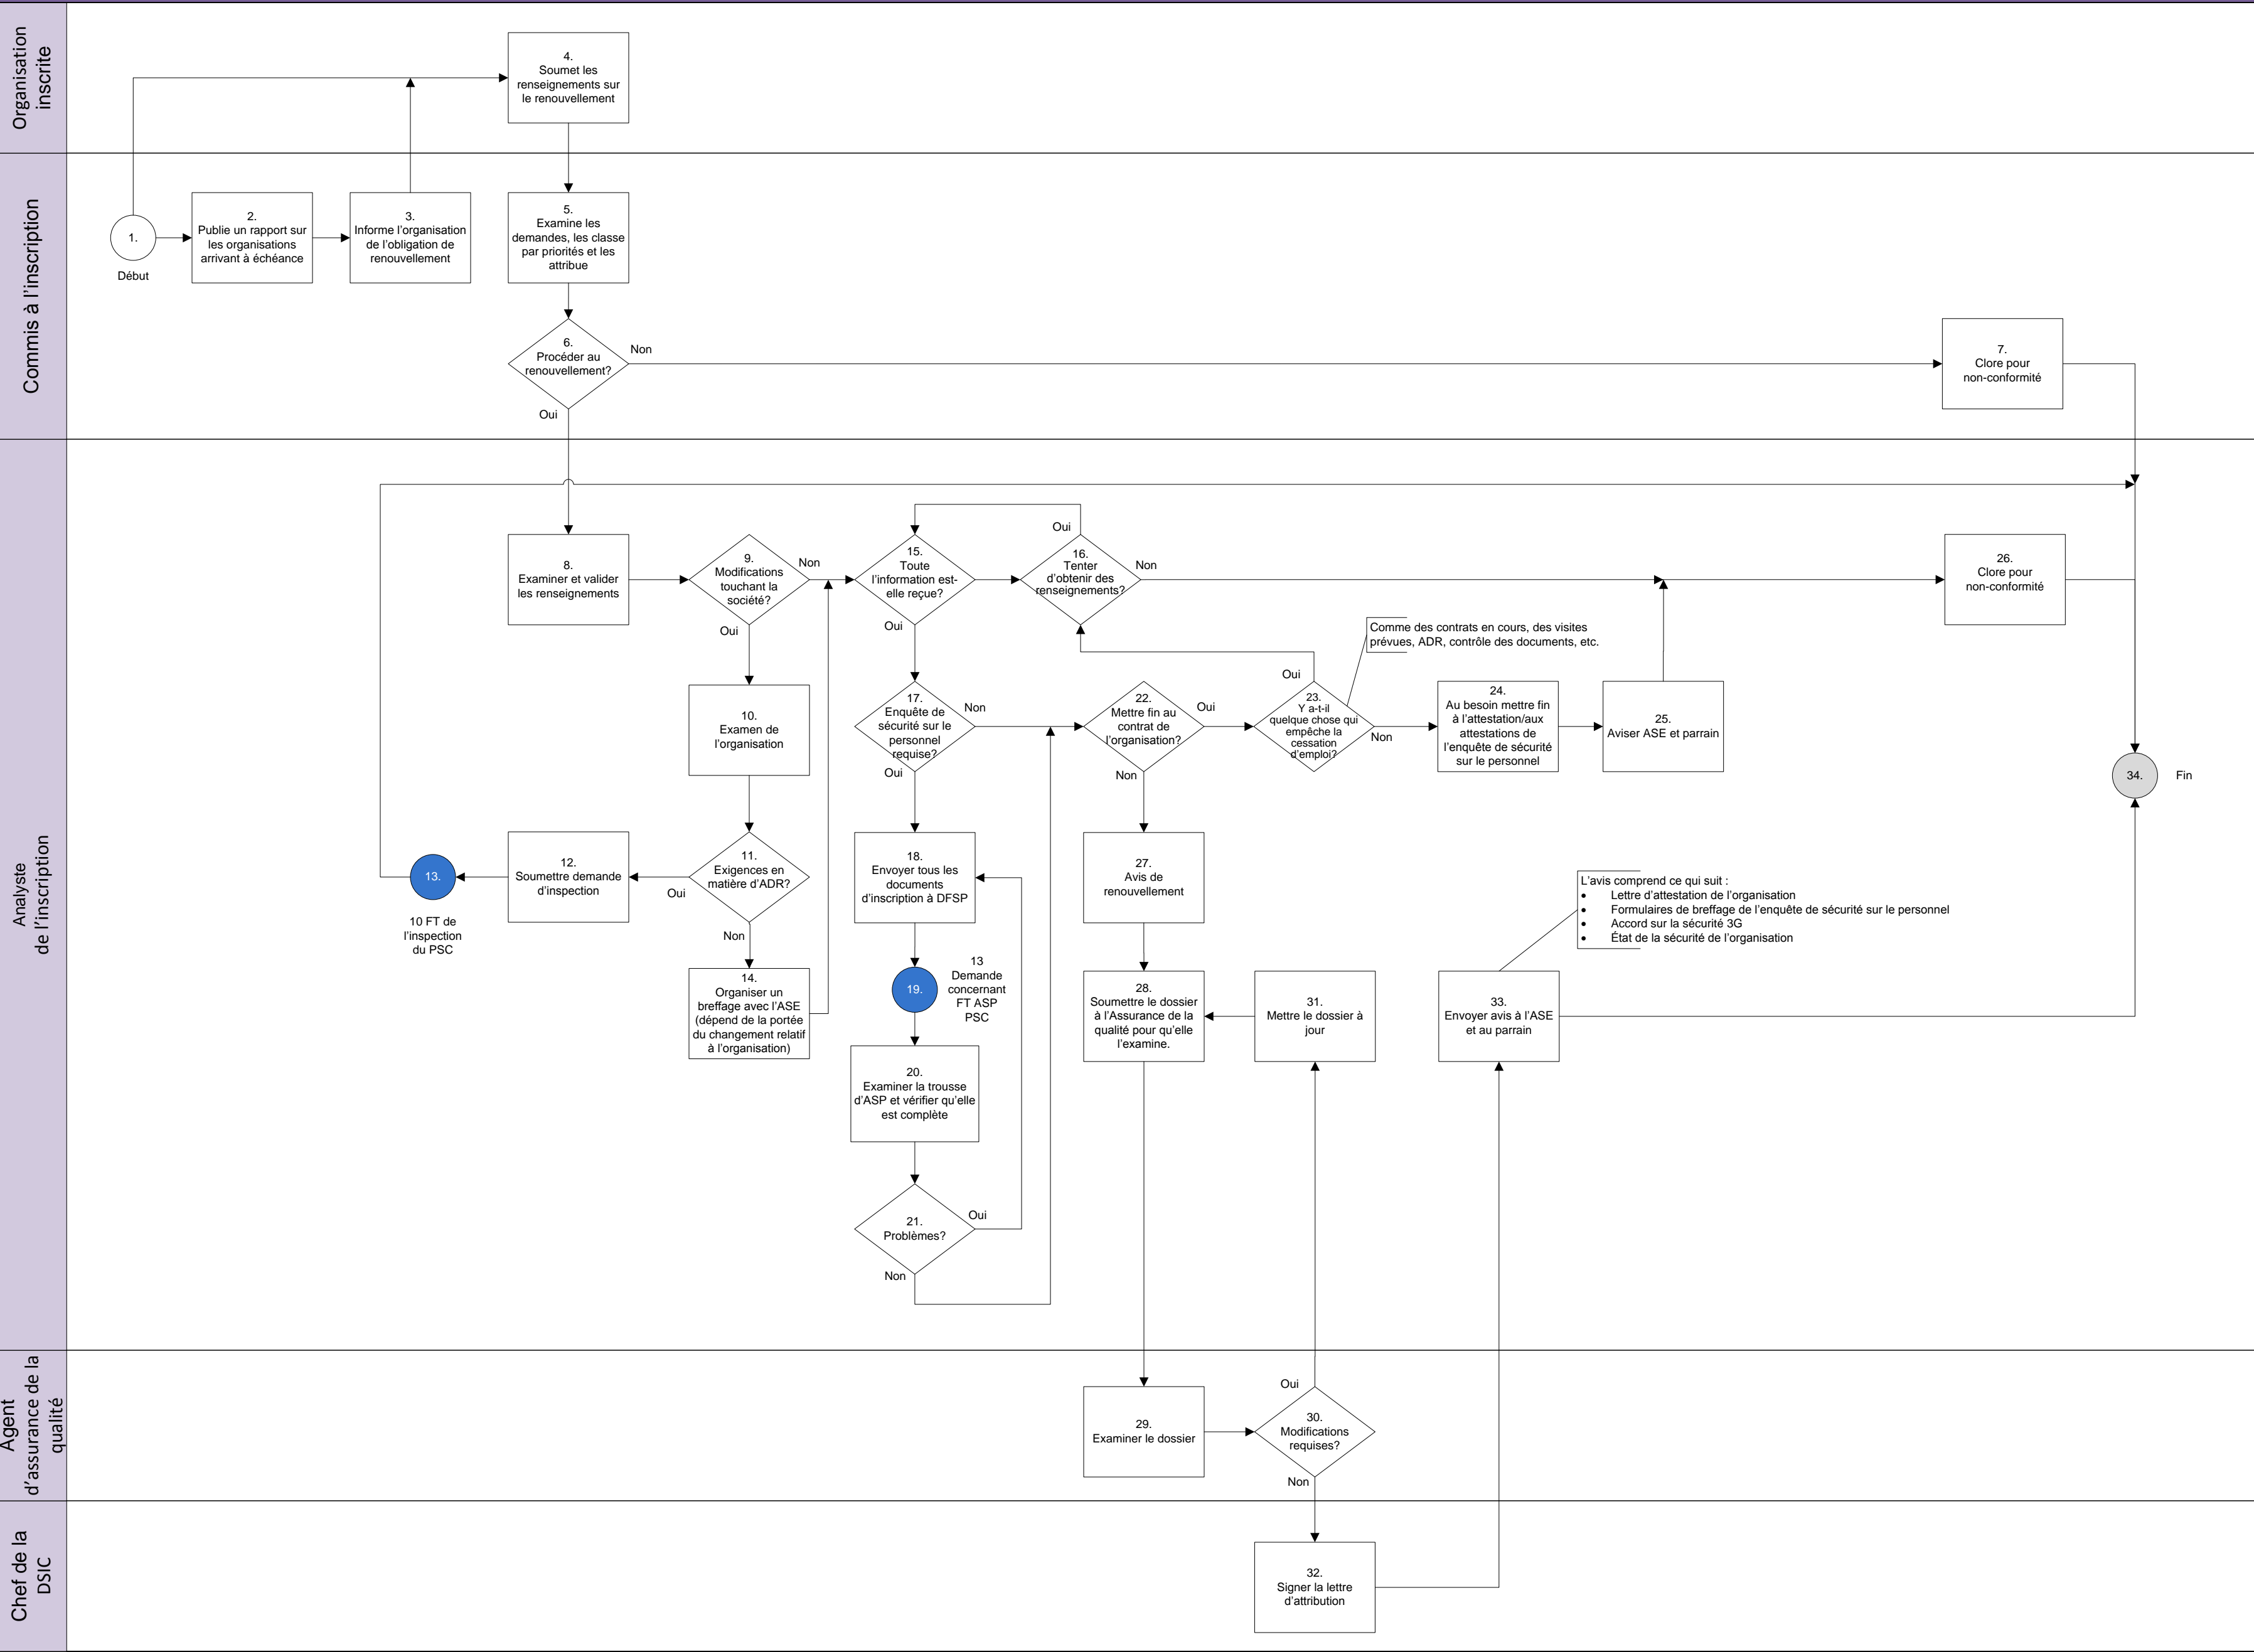 Organisation
inscrite
4.
Soumet les
renseignements sur
le renouvellement
Commis à l'inscription
1.
Début
2.
Publie un rapport sur
les organisations
arrivant à échéance
3.
Informe l'organisation
de l'obligation de
renouvellement
5.
Examine les
demandes, les classe
par priorités et les
attribue
6.
Procéder au
renouvellement?
Non
Oui
7.
Clore pour
non-conformité
Analyste
de l'inscription
8.
Examiner et valider
les renseignements
9.
Modifications
touchant la
société?
Non
Oui
10.
Examen de
l'organisation
11.
Exigences en
matière d'ADR?
Oui
Non
12.
Soumettre demande
d'inspection
13.
10 FT de
l'inspection
du PSC
14.
Organiser un
breffage avec l'ASE
(dépend de la portée
du changement relatif
à l'organisation)
15.
Toute
l'information est-
elle reçue?
Oui
16.
Tenter
d'obtenir des
renseignements?
Oui
Non
17.
Enquête de
sécurité sur le
personnel
requise?
Non
Oui
18.
Envoyer tous les
documents
d'inscription à DFSP
19.
13
Demande
concernant
FT ASP
PSC
20.
Examiner la trousse
d'ASP et vérifier qu'elle
est complète
21.
Problèmes?
Oui
Non
22.
Mettre fin au
contrat de
l'organisation?
Oui
Non
23.
Y a-t-il
quelque chose qui
empêche la
cessation
d'emploi?
Oui
Non
Comme des contrats en cours, des visites
prévues, ADR, contrôle des documents, etc.
24.
Au besoin mettre fin
à l'attestation/aux
attestations de
l'enquête de sécurité
sur le personnel
25.
Aviser ASE et parrain
26.
Clore pour
non-conformité
27.
Avis de
renouvellement
28.
Soumettre le dossier
à l'Assurance de la
qualité pour qu'elle
l'examine.
31.
Mettre le dossier à
jour
33.
Envoyer avis à l'ASE
et au parrain
L'avis comprend ce qui suit :
• Lettre d'attestation de l'organisation
• Formulaires de breffage de l'enquête de sécurité sur le personnel
• Accord sur la sécurité 3G
• État de la sécurité de l'organisation
34.
Fin
Agent
d'assurance de la
qualité
29.
Examiner le dossier
30.
Modifications
requises?
Oui
Non
Chef de la
DSIC
32.
Signer la lettre
d'attribution